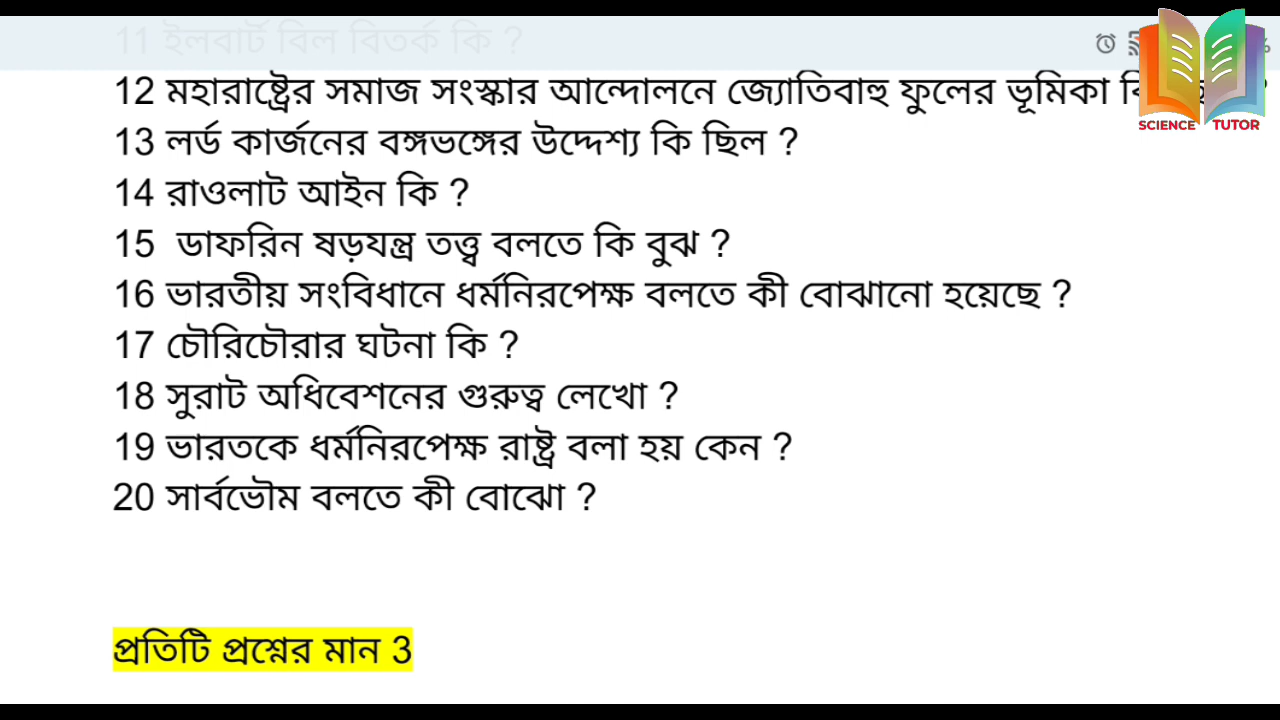 11 ইলবার্ট বিল বিতর্ক কি ?
12 মহারাষ্ট্রের সমাজ সংস্কার আন্দোলনে জ্যোতিবাহু ফুলের ভূমিকা
13 লর্ড কার্জনের বঙ্গভঙ্গের উদ্দেশ্য কি ছিল ?
14 রাওলাট আইন কি ?
15 ডাফরিন ষড়যন্ত্র তত্ত্ব বলতে কি বুঝ ?
16 ভারতীয় সংবিধানে ধর্মনিরপেক্ষ বলতে কী বোঝানো হয়েছে ?
17 চৌরিচৌরার ঘটনা কি ?
18 সুরাট অধিবেশনের গুরুত্ব লেখো ?
19 ভারতকে ধর্মনিরপেক্ষ রাষ্ট্র বলা হয় কেন ?
20 সার্বভৌম বলতে কী বোঝো ?
প্রতিটি প্রশ্নের মান 3
SCIENCE TUTOR